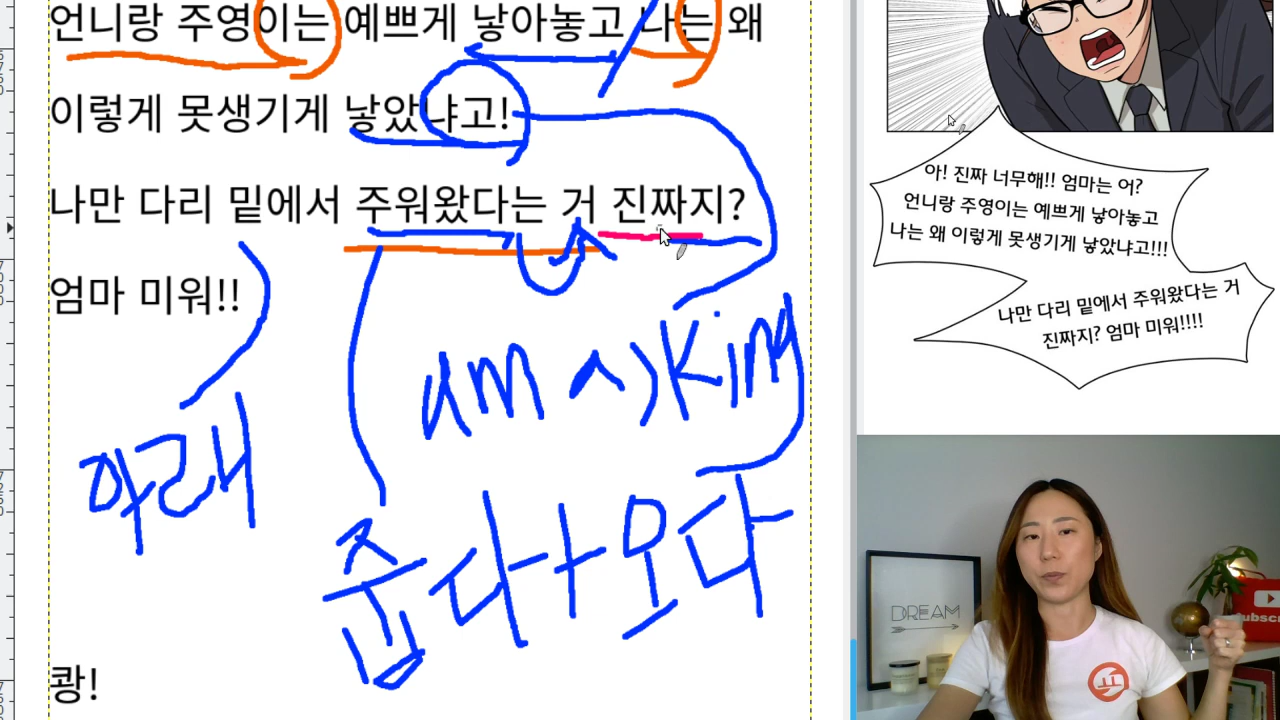 언니랑 주영이는 예쁘게 낳아놓고 나는 왜
이렇게 못생기게 낳았냐고!
나만 다리 밑에서 주워왔다는 거 진짜지?
엄마 미워!!
am asking
아래
줍다+오다
쾅!
아! 진짜 너무해!! 엄마는 어?
언니랑 주영이는 예쁘게 낳아놓고
나는 왜 이렇게 못생기게 낳았냐고!!!
나만 다리 밑에서 주워왔다는 거
진짜지? 엄마 미워!!!!
DREAM